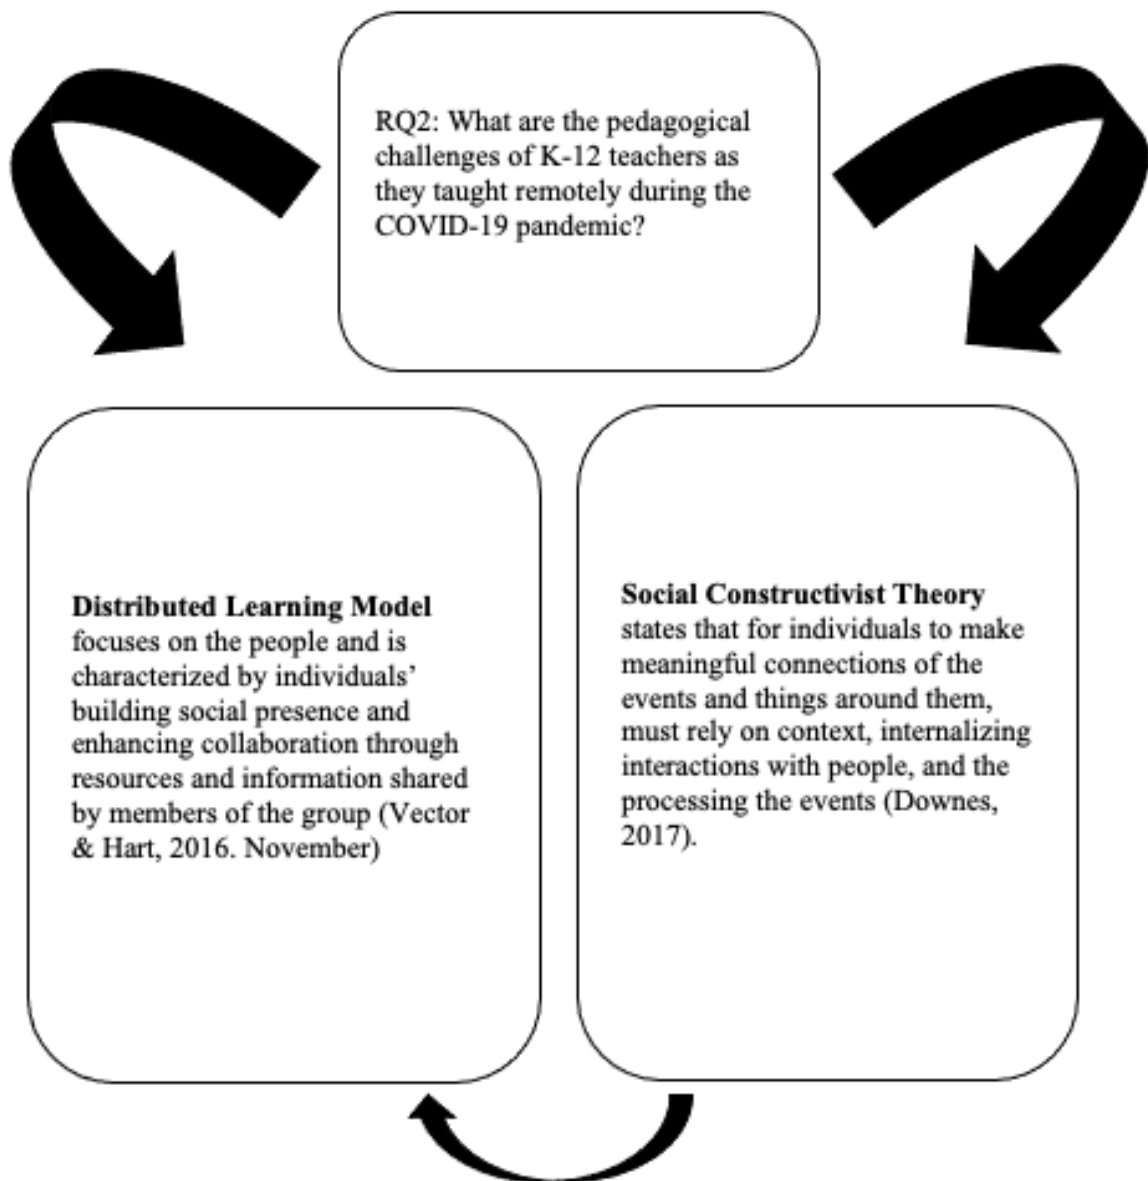 RQ2: What are the pedagogical
challenges of K-12 teachers as
they taught remotely during the
COVID-19 pandemic?
Distributed Learning Model
focuses on the people and is
characterized by individuals’
building social presence and
enhancing collaboration through
resources and information shared
by members of the group (Vector
& Hart, 2016. November)
Social Constructivist Theory
states that for individuals to make
meaningful connections of the
events and things around them,
must rely on context, internalizing
interactions with people, and the
processing the events (Downes,
2017).